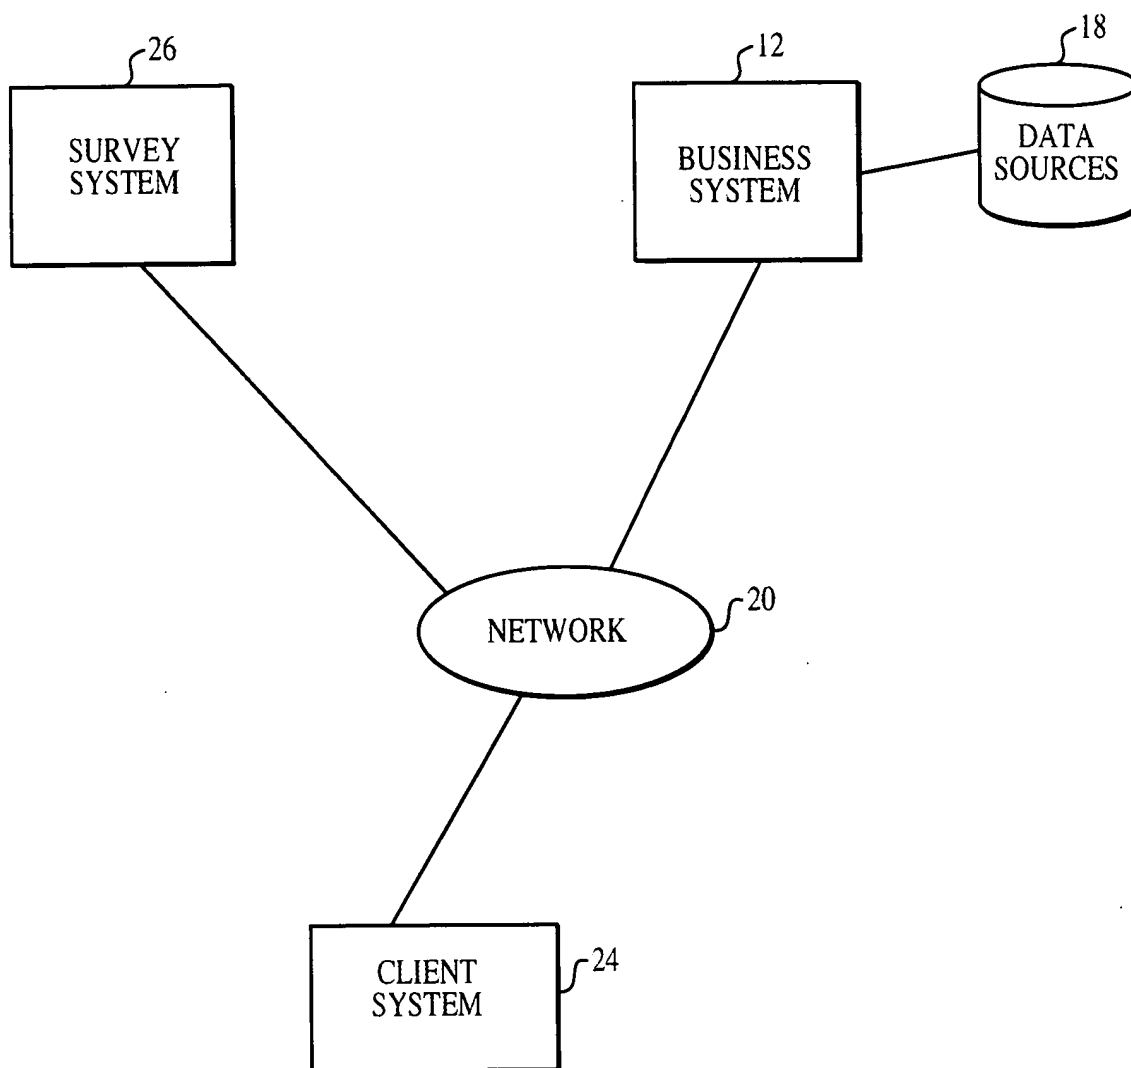 26
SURVEY
SYSTEM
12
BUSINESS
SYSTEM
18
DATA
SOURCES
NETWORK
20
CLIENT
SYSTEM
24